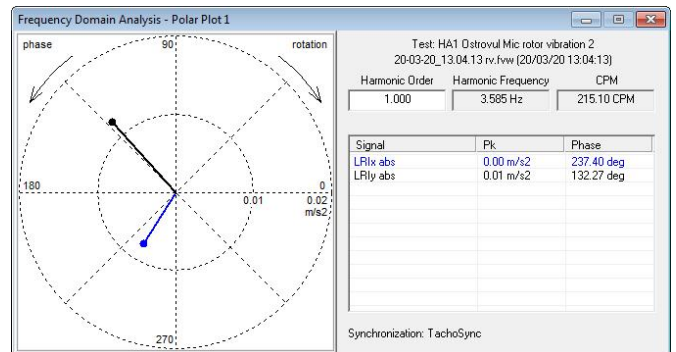 Frequency Domain Analysis - Polar Plot 1
phase
90
rotation
180
0
0.01
0.02
m/s2
270
Test: HA1 Ostrovul Mic rotor vibration 2
20-03-20_13.04.13 rv.fvw (20/03/20 13:04:13)
Harmonic Order Harmonic Frequency CPM
1.000 3.585 Hz 215.10 CPM
Signal Pk Phase
LRIx abs 0.00 m/s2 237.40 deg
LRIy abs 0.01 m/s2 132.27 deg
Synchronization: TachoSync